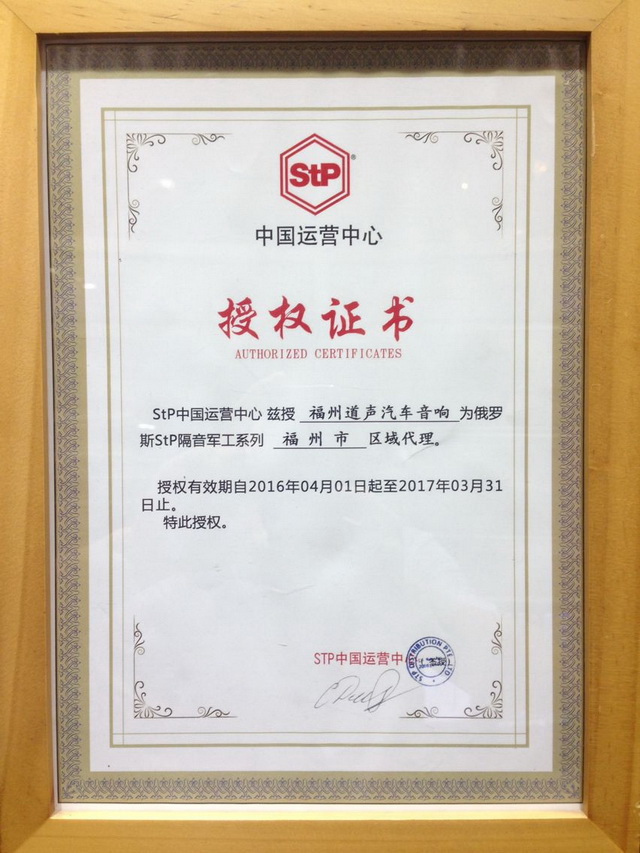 StP®
中国运营中心
授权证书
AUTHORIZED CERTIFICATES
StP中国运营中心 兹授 福州道声汽车音响 为俄罗
斯StP隔音军工系列 福州市 区域代理。
授权有效期自2016年04月01日起至2017年03月31
日止。
特此授权。
STP中国运营中
STP DISTRIBUTION PTE. LTD